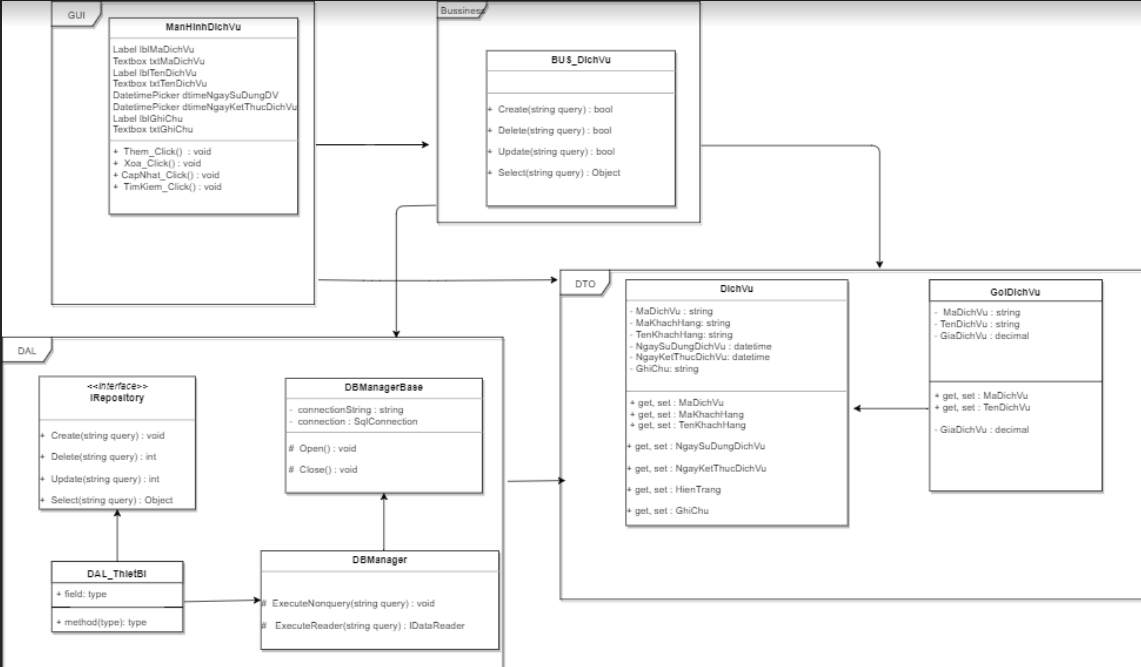 GUI
ManHinhDichVu
Label lblMaDichVu
Textbox txtMaDichVu
Label lblTenDichVu
Textbox txtTenDichVu
DatetimePicker dtimeNgaySuDungDV
DatetimePicker dtimeNgayKetThucDichVu
Label lblGhiChu
Textbox txtGhiChu
+ Them_Click() : void
+ Xoa_Click() : void
+ CapNhat_Click() : void
+ TimKiem_Click() : void
Bussiness
BUS_DichVu
+ Create(string query) : bool
+ Delete(string query) : bool
+ Update(string query) : bool
+ Select(string query) : Object
DTO
DichVu
- MaDichVu : string
- MaKhachHang: string
- TenKhachHang: string
- NgaySuDungDichVu : datetime
- NgayKetThucDichVu: datetime
- GhiChu: string
+ get, set : MaDichVu
+ get, set : MaKhachHang
+ get, set : TenKhachHang
+ get, set : NgaySuDungDichVu
+ get, set : NgayKetThucDichVu
+ get, set : HienTrang
+ get, set : GhiChu
GoiDichVu
- MaDichVu : string
- TenDichVu : string
- GiaDichVu : decimal
+ get, set : MaDichVu
+ get, set : TenDichVu
- GiaDichVu : decimal
DAL
<<interface>>
IRepository
+ Create(string query) : void
+ Delete(string query) : int
+ Update(string query) : int
+ Select(string query) : Object
DBManagerBase
- connectionString : string
- connection : SqlConnection
# Open() : void
# Close() : void
DAL_ThietBi
+ field: type
+ method(type): type
DBManager
# ExecuteNonquery(string query) : void
# ExecuteReader(string query) : IDataReader